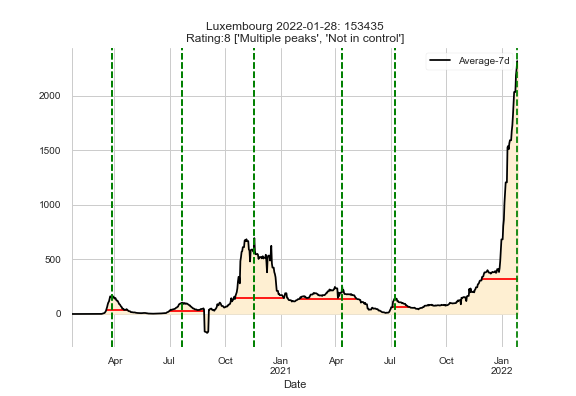 Luxembourg 2022-01-28: 153435
Rating:8 ['Multiple peaks', 'Not in control']
Average-7d
2000
1500
1000
500
0
Apr Jul Oct Jan Apr Jul Oct Jan
2021 2022
Date